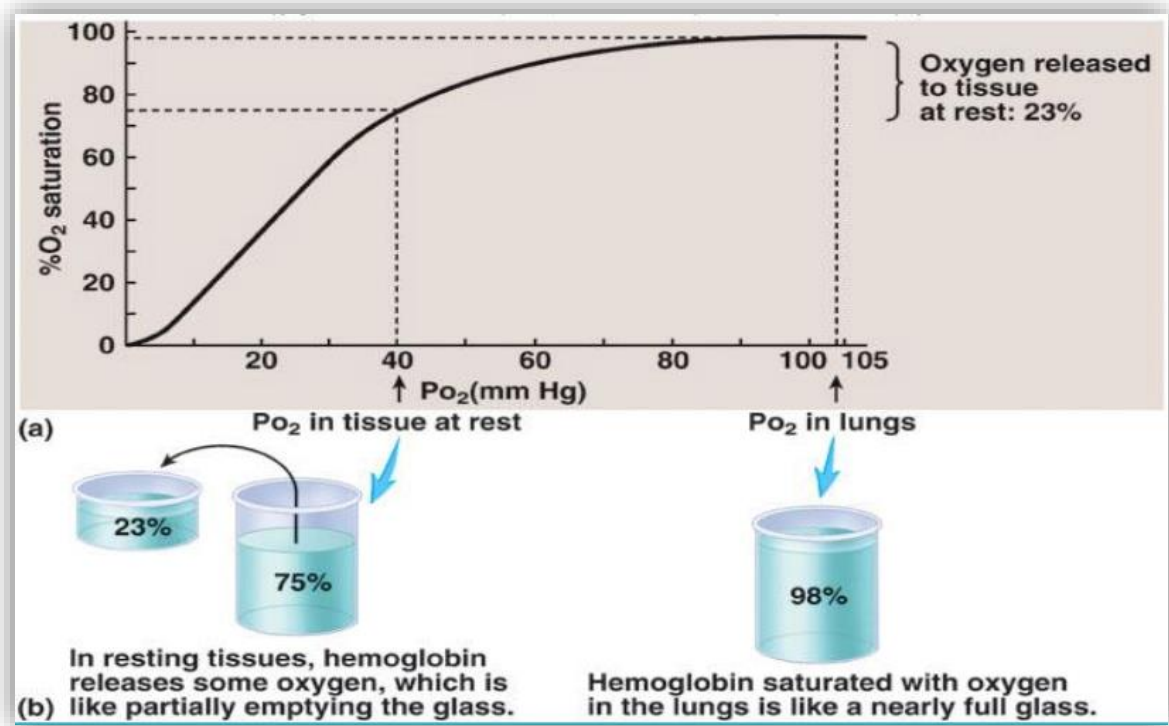 100
80
60
40
20
0
%O₂ saturation
Oxygen released
to tissue
at rest: 23%
20 40 60 80 100 105
Po₂(mm Hg)
(a)
Po₂ in tissue at rest
Po₂ in lungs
23%
75%
98%
In resting tissues, hemoglobin
releases some oxygen, which is
(b) like partially emptying the glass.
Hemoglobin saturated with oxygen
in the lungs is like a nearly full glass.